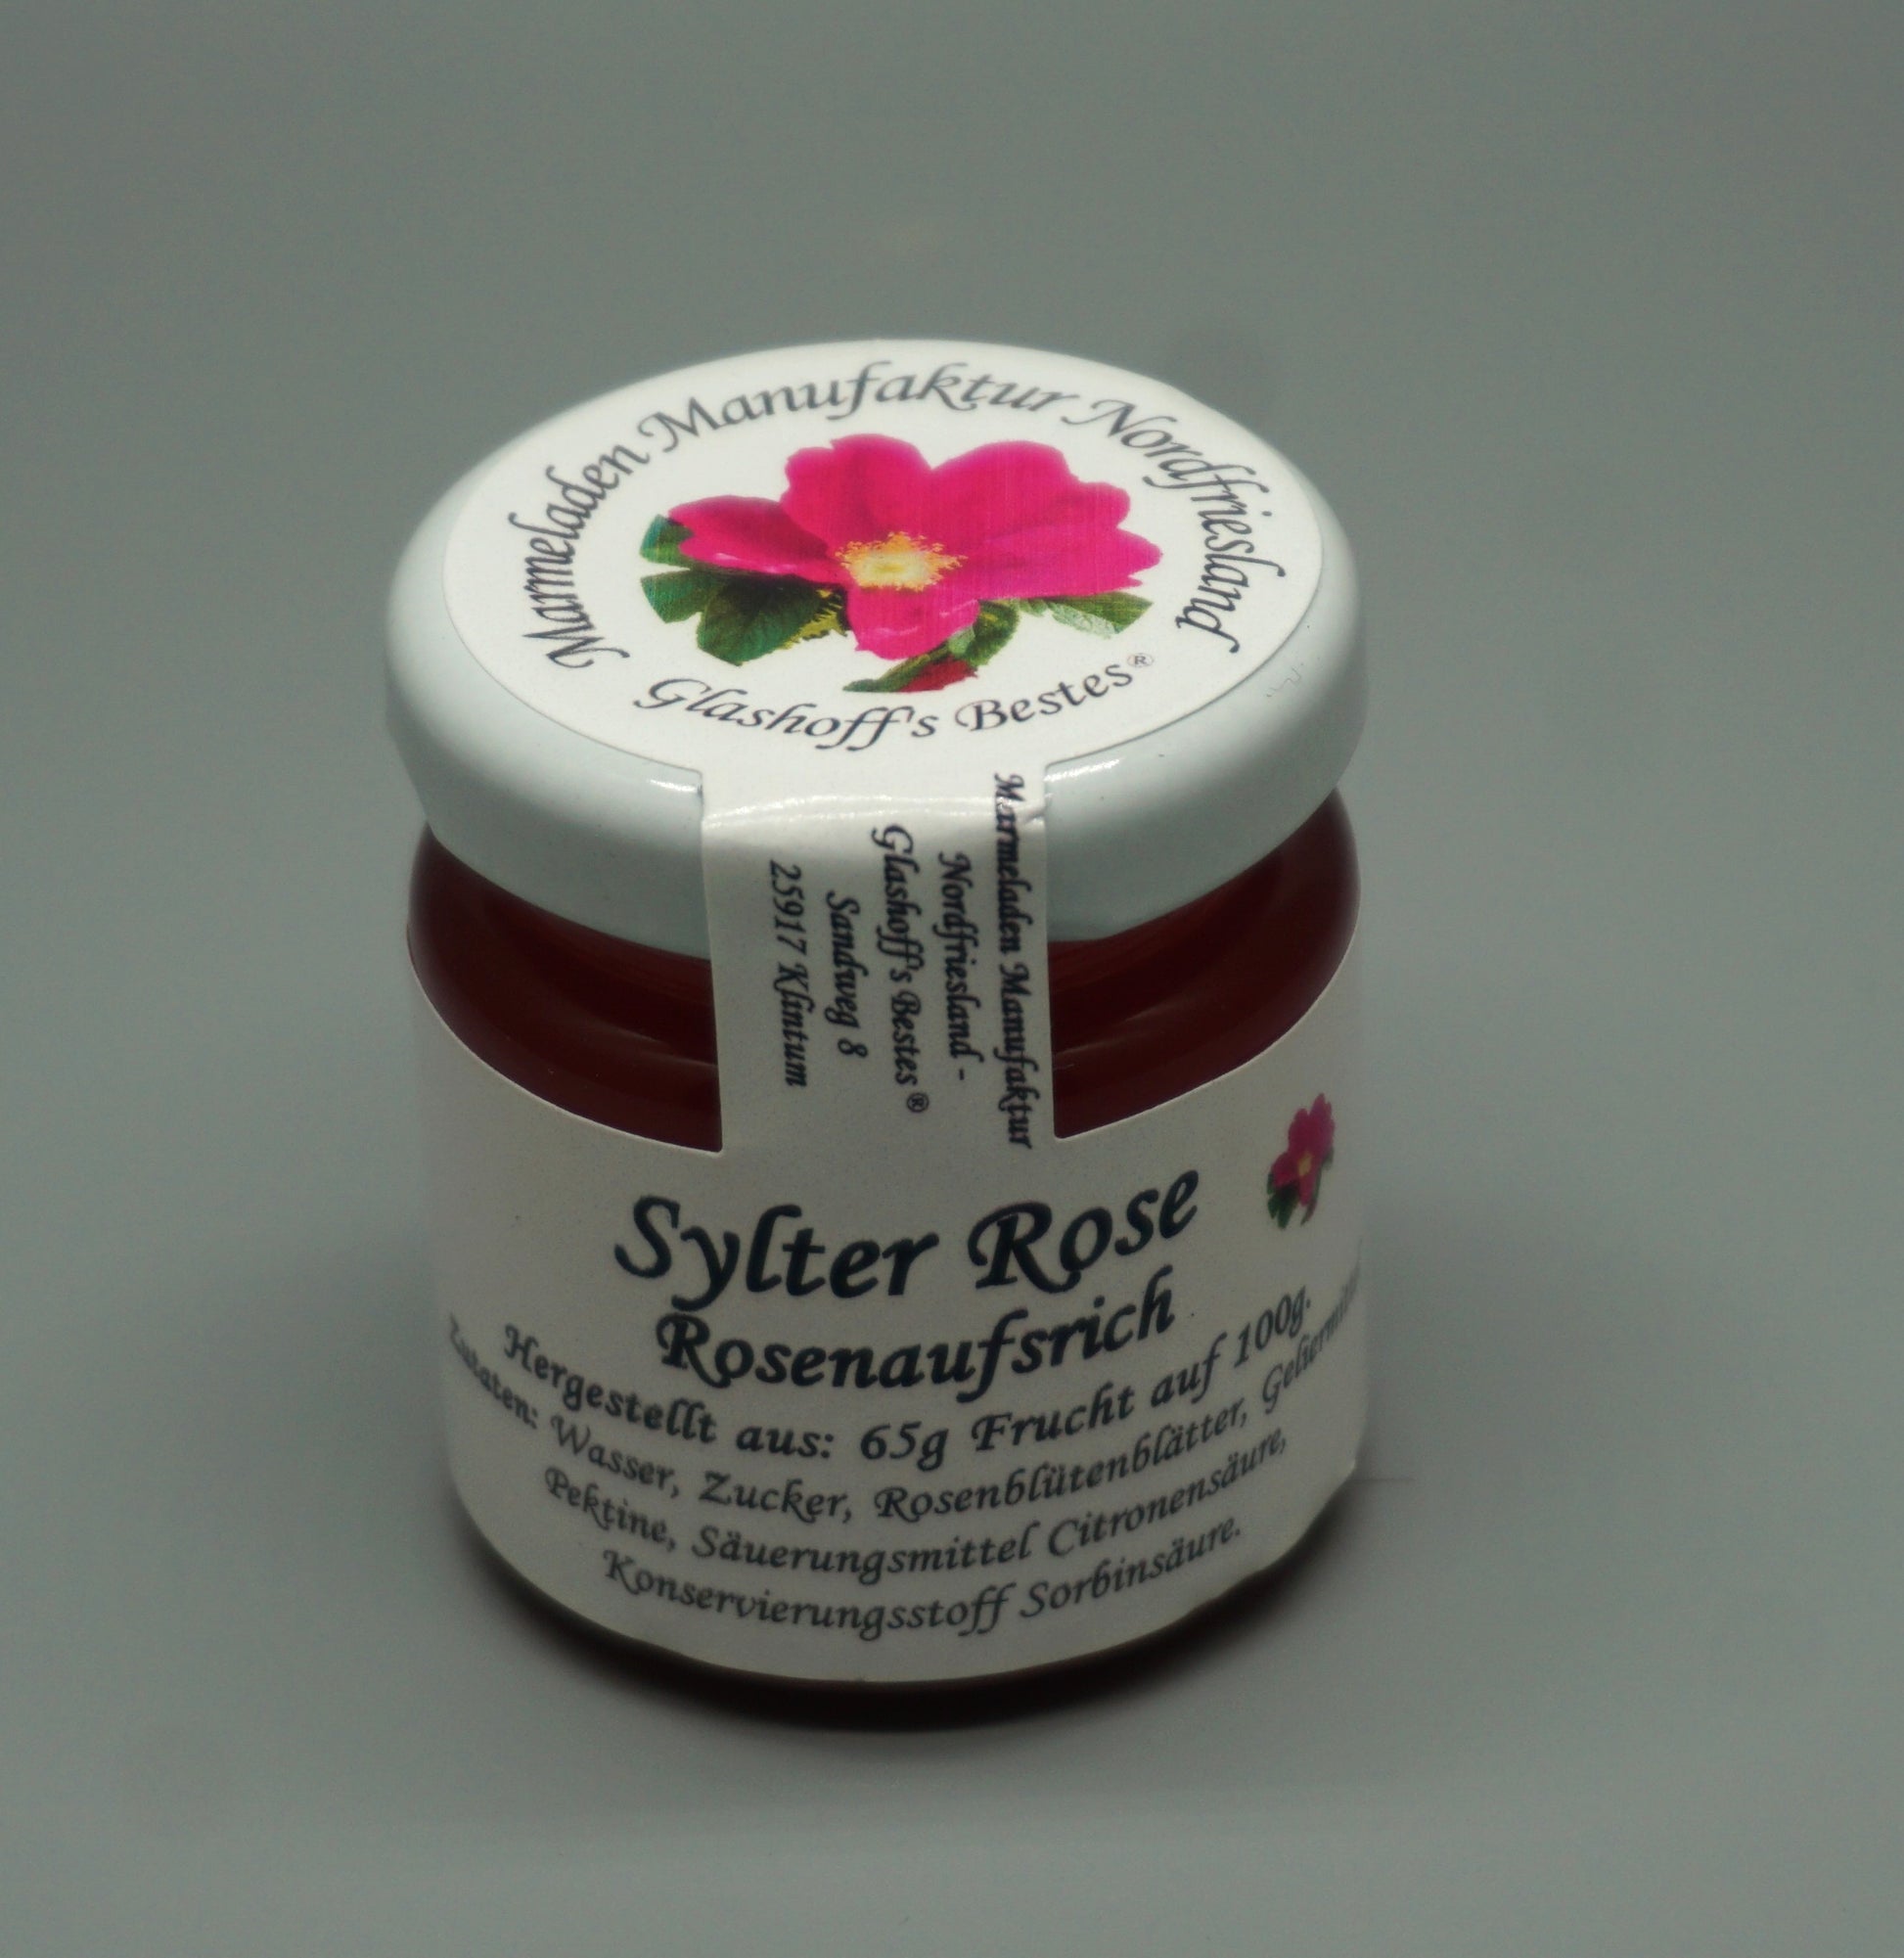 Marmeladen Manufaktur Nordfriesland
Glashoff's Bestes®
Marmeladen Manufaktur
Nordfriesland -
Glashoff's Bestes®
Sandweg 8
25917 Klintum
Sylter Rose
Rosenaufsrich
Hergestellt aus: 65g Frucht auf 100g.
Zutaten: Wasser, Zucker, Rosenblütenblätter,
Pektine, Säuerungsmittel Citronensäure,
Konservierungsstoff Sorbinsäure.